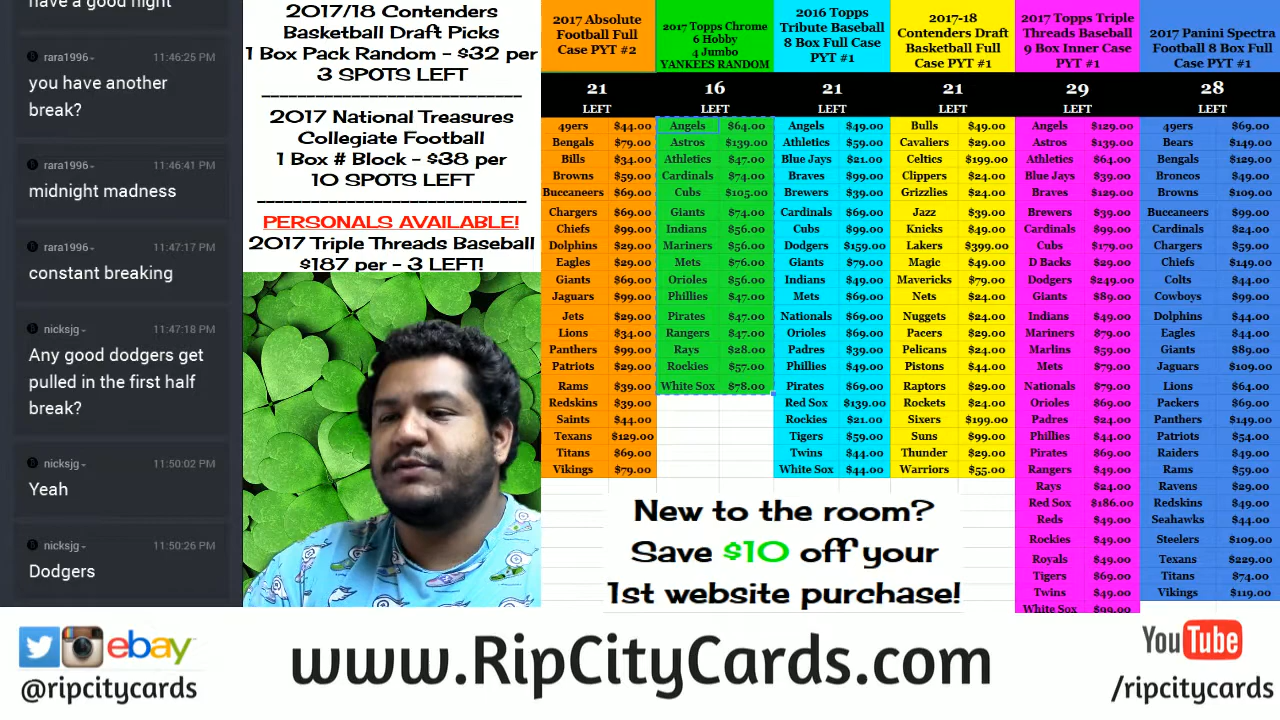 have a good night
rara1996
11:46:25 PM
you have another
break?
rara1996
11:46:41 PM
midnight madness
rara1996
11:47:17 PM
constant breaking
nicksjg
11:47:18 PM
Any good dodgers get
pulled in the first half
break?
nicksjg
11:50:02 PM
Yeah
nicksjg
11:50:26 PM
Dodgers
2017/18 Contenders
Basketball Draft Picks
1 Box Pack Random - $32 per
3 SPOTS LEFT
2017 National Treasures
Collegiate Football
1 Box # Block - $38 per
10 SPOTS LEFT
PERSONALS AVAILABLE!
2017 Triple Threads Baseball
$187 per - 3 LEFT!
2017 Absolute
Football Full
Case PYT #2
21
LEFT
49ers $44.00
Bengals $79.00
Bills $34.00
Browns $59.00
Buccaneers $69.00
Chargers $69.00
Chiefs $99.00
Dolphins $29.00
Eagles $29.00
Giants $69.00
Jaguars $99.00
Jets $29.00
Lions $34.00
Panthers $99.00
Patriots $29.00
Rams $39.00
Redskins $39.00
Saints $44.00
Texans $129.00
Titans $69.00
Vikings $79.00
2017 Topps Chrome
6 Hobby
4 Jumbo
YANKEES RANDOM
16
LEFT
Angels $64.00
Astros $139.00
Athletics $47.00
Cardinals $74.00
Cubs $105.00
Giants $74.00
Indians $56.00
Mariners $56.00
Mets $76.00
Orioles $56.00
Phillies $47.00
Pirates $47.00
Rangers $47.00
Rays $28.00
Rockies $57.00
White Sox $78.00
2016 Topps
Tribute Baseball
8 Box Full Case
PYT #1
21
LEFT
Angels $49.00
Athletics $59.00
Blue Jays $21.00
Braves $99.00
Brewers $39.00
Cardinals $69.00
Cubs $99.00
Dodgers $159.00
Giants $79.00
Indians $49.00
Mets $69.00
Nationals $69.00
Orioles $69.00
Padres $39.00
Phillies $49.00
Pirates $69.00
Red Sox $139.00
Rockies $21.00
Tigers $59.00
Twins $44.00
White Sox $44.00
2017-18
Contenders Draft
Basketball Full
Case PYT #1
21
LEFT
Bulls $49.00
Cavaliers $29.00
Celtics $199.00
Clippers $24.00
Grizzlies $24.00
Jazz $39.00
Knicks $49.00
Lakers $399.00
Magic $49.00
Mavericks $79.00
Nets $24.00
Nuggets $24.00
Pacers $29.00
Pelicans $24.00
Pistons $44.00
Raptors $29.00
Rockets $24.00
Sixers $199.00
Suns $99.00
Thunder $29.00
Warriors $55.00
2017 Topps Triple
Threads Baseball
9 Box Inner Case
PYT #1
29
LEFT
Angels $129.00
Astros $139.00
Athletics $64.00
Blue Jays $39.00
Braves $129.00
Brewers $39.00
Cardinals $99.00
Cubs $179.00
D Backs $29.00
Dodgers $249.00
Giants $89.00
Indians $49.00
Mariners $79.00
Marlins $59.00
Mets $79.00
Nationals $79.00
Orioles $69.00
Padres $24.00
Phillies $44.00
Pirates $69.00
Rangers $49.00
Rays $24.00
Red Sox $186.00
Reds $49.00
Rockies $49.00
Royals $49.00
Tigers $69.00
Twins $49.00
White Sox $99.00
2017 Panini Spectra
Football 8 Box Full
Case PYT #1
28
LEFT
49ers $69.00
Bears $149.00
Bengals $129.00
Broncos $49.00
Browns $109.00
Buccaneers $99.00
Cardinals $24.00
Chargers $59.00
Chiefs $149.00
Colts $44.00
Cowboys $99.00
Dolphins $44.00
Eagles $44.00
Giants $89.00
Jaguars $109.00
Lions $64.00
Packers $69.00
Panthers $149.00
Patriots $54.00
Raiders $49.00
Rams $59.00
Ravens $29.00
Redskins $49.00
Seahawks $44.00
Steelers $109.00
Texans $229.00
Titans $74.00
Vikings $119.00
New to the room?
Save $10 off your
1st website purchase!
ebay
@ripcitycards
www.RipCityCards.com
YouTube
/ripcitycards